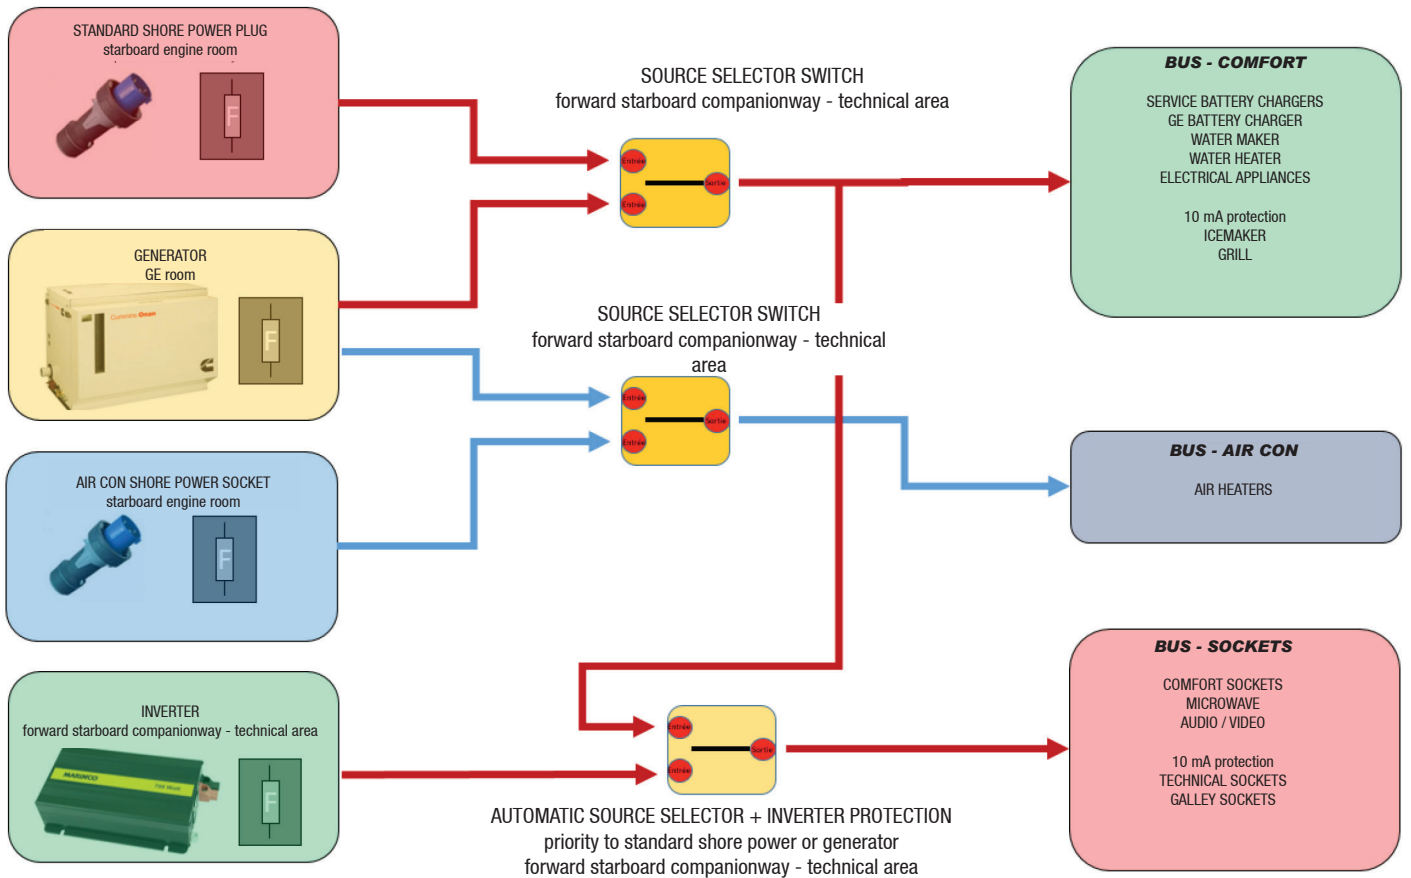 STANDARD SHORE POWER PLUG
starboard engine room
F
GENERATOR
GE room
Cummins Onan
F
AIR CON SHORE POWER SOCKET
starboard engine room
F
INVERTER
forward starboard companionway - technical area
MARINCO
F
SOURCE SELECTOR SWITCH
forward starboard companionway - technical area
Entrée
Sortie
Entrée
SOURCE SELECTOR SWITCH
forward starboard companionway - technical
area
Entrée
Sortie
Entrée
Entrée
Sortie
Entrée
AUTOMATIC SOURCE SELECTOR + INVERTER PROTECTION
priority to standard shore power or generator
forward starboard companionway - technical area
BUS - COMFORT
SERVICE BATTERY CHARGERS
GE BATTERY CHARGER
WATER MAKER
WATER HEATER
ELECTRICAL APPLIANCES
10 mA protection
ICEMAKER
GRILL
BUS - AIR CON
AIR HEATERS
BUS - SOCKETS
COMFORT SOCKETS
MICROWAVE
AUDIO / VIDEO
10 mA protection
TECHNICAL SOCKETS
GALLEY SOCKETS